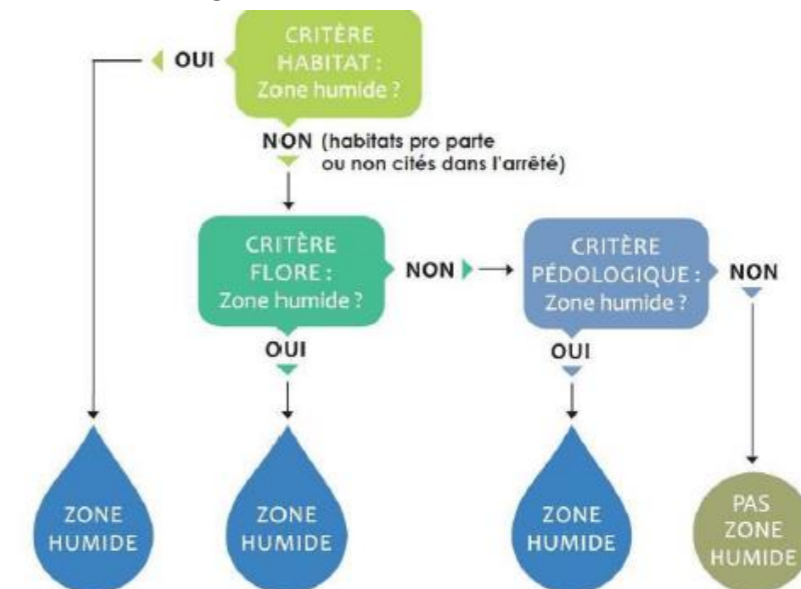 CRITÈRE
HABITAT :
Zone humide ?
OUI
NON (habitats pro parte
ou non cités dans l'arrêté)
CRITÈRE
FLORE :
Zone humide ?
NON
CRITÈRE
PÉDOLOGIQUE :
Zone humide ?
NON
OUI
OUI
ZONE
HUMIDE
ZONE
HUMIDE
ZONE
HUMIDE
PAS
ZONE
HUMIDE